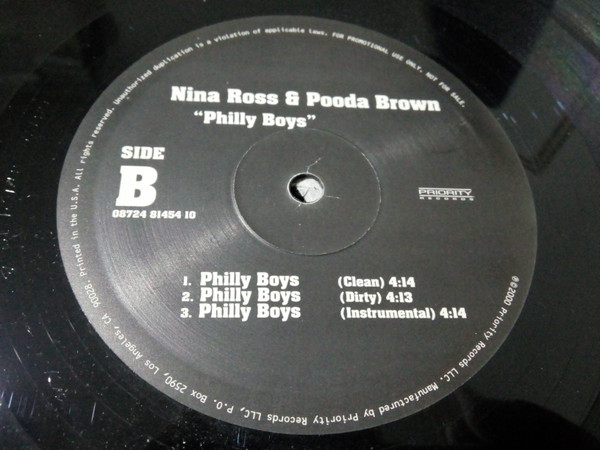 Nina Ross & Pooda Brown
"Philly Boys"
SIDE
B
08724 81454 10
PRIORITY
RECORDS
1. Philly Boys (Clean) 4:14
2. Philly Boys (Dirty) 4:13
3. Philly Boys (Instrumental) 4:14
℗©2000 Priority Records LLC. Manufactured by Priority Records LLC, P.O. Box 2590, Los Angeles, CA 90028. Printed in the U.S.A. All rights reserved. Unauthorized duplication is a violation of applicable laws. FOR PROMOTIONAL USE ONLY. NOT FOR SALE.